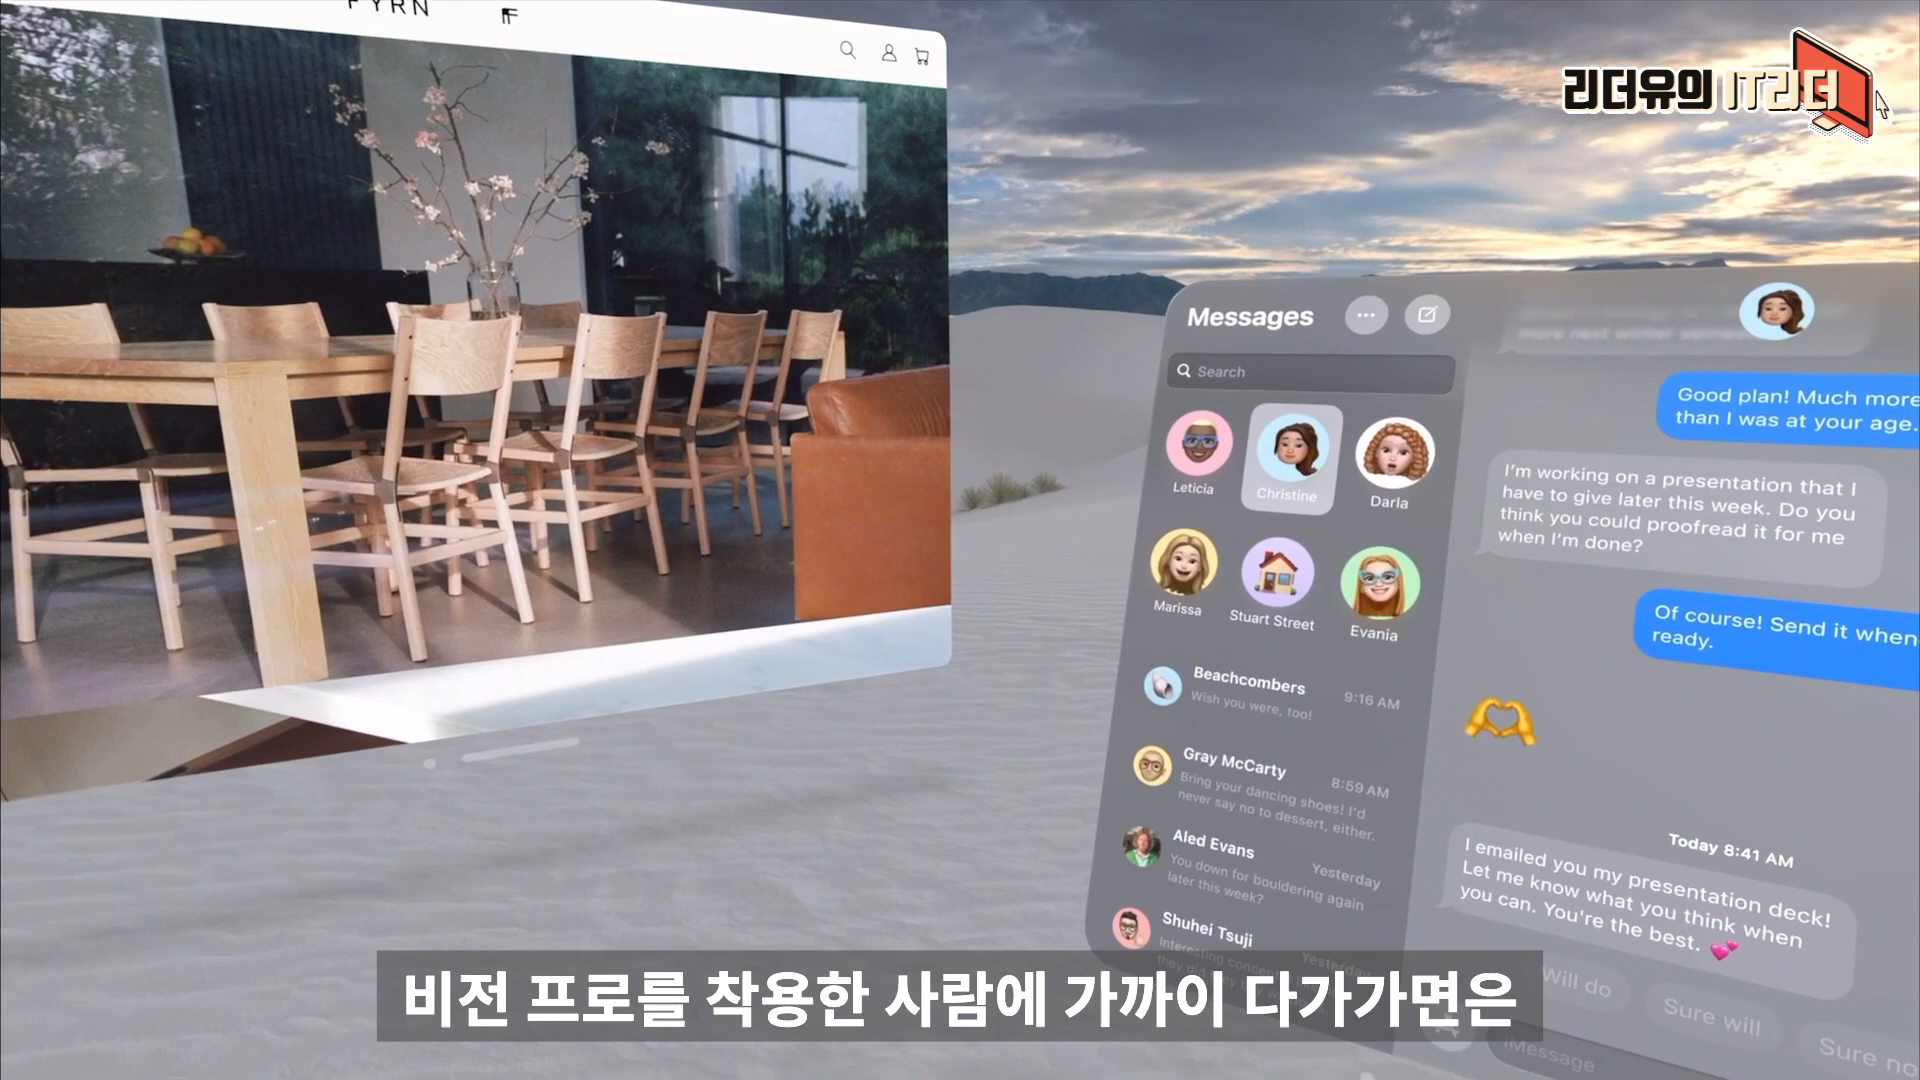 FYRN
리더유의 IT리더
Messages
Search
Leticia
Christine
Darla
Marissa
Stuart Street
Evania
Beachcombers
9:16 AM
Wish you were, too!
Gray McCarty
8:59 AM
Bring your dancing shoes! I'd
never say no to dessert, either.
Aled Evans
Yesterday
You down for bouldering again
later this week?
Shuhei Tsuji
Yesterday
more next
Good plan! Much more
than I was at your age.
I'm working on a presentation that I
have to give later this week. Do you
think you could proofread it for me
when I'm done?
Of course! Send it when
ready.
Today 8:41 AM
I emailed you my presentation deck!
Let me know what you think when
you can. You're the best.
Will do
Sure will
iMessage
비전 프로를 착용한 사람에 가까이 다가가면은